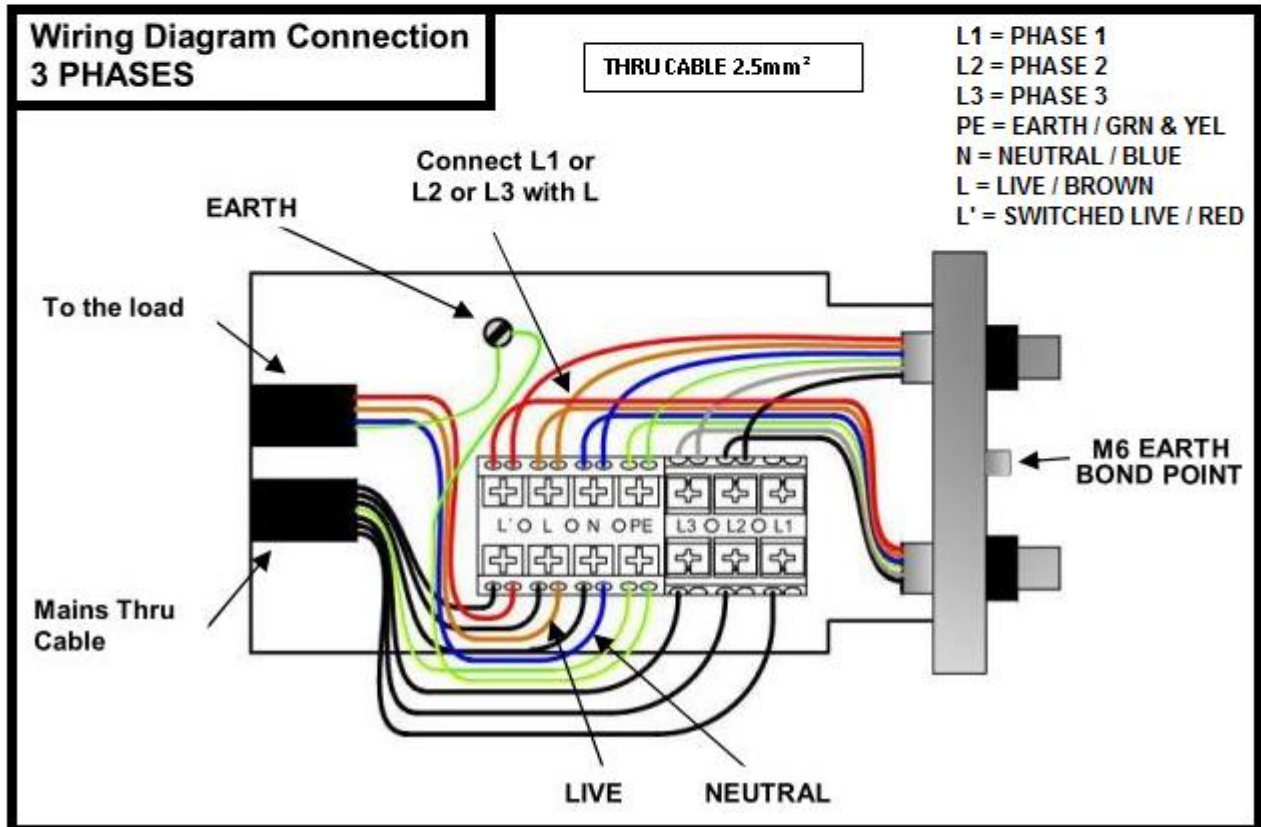 Wiring Diagram Connection
3 PHASES
THRU CABLE 2.5mm²
L1 = PHASE 1
L2 = PHASE 2
L3 = PHASE 3
PE = EARTH / GRN & YEL
N = NEUTRAL / BLUE
L = LIVE / BROWN
L' = SWITCHED LIVE / RED
Connect L1 or
L2 or L3 with L
EARTH
To the load
M6 EARTH
BOND POINT
L' L N PE L3 L2 L1
Mains Thru
Cable
LIVE
NEUTRAL